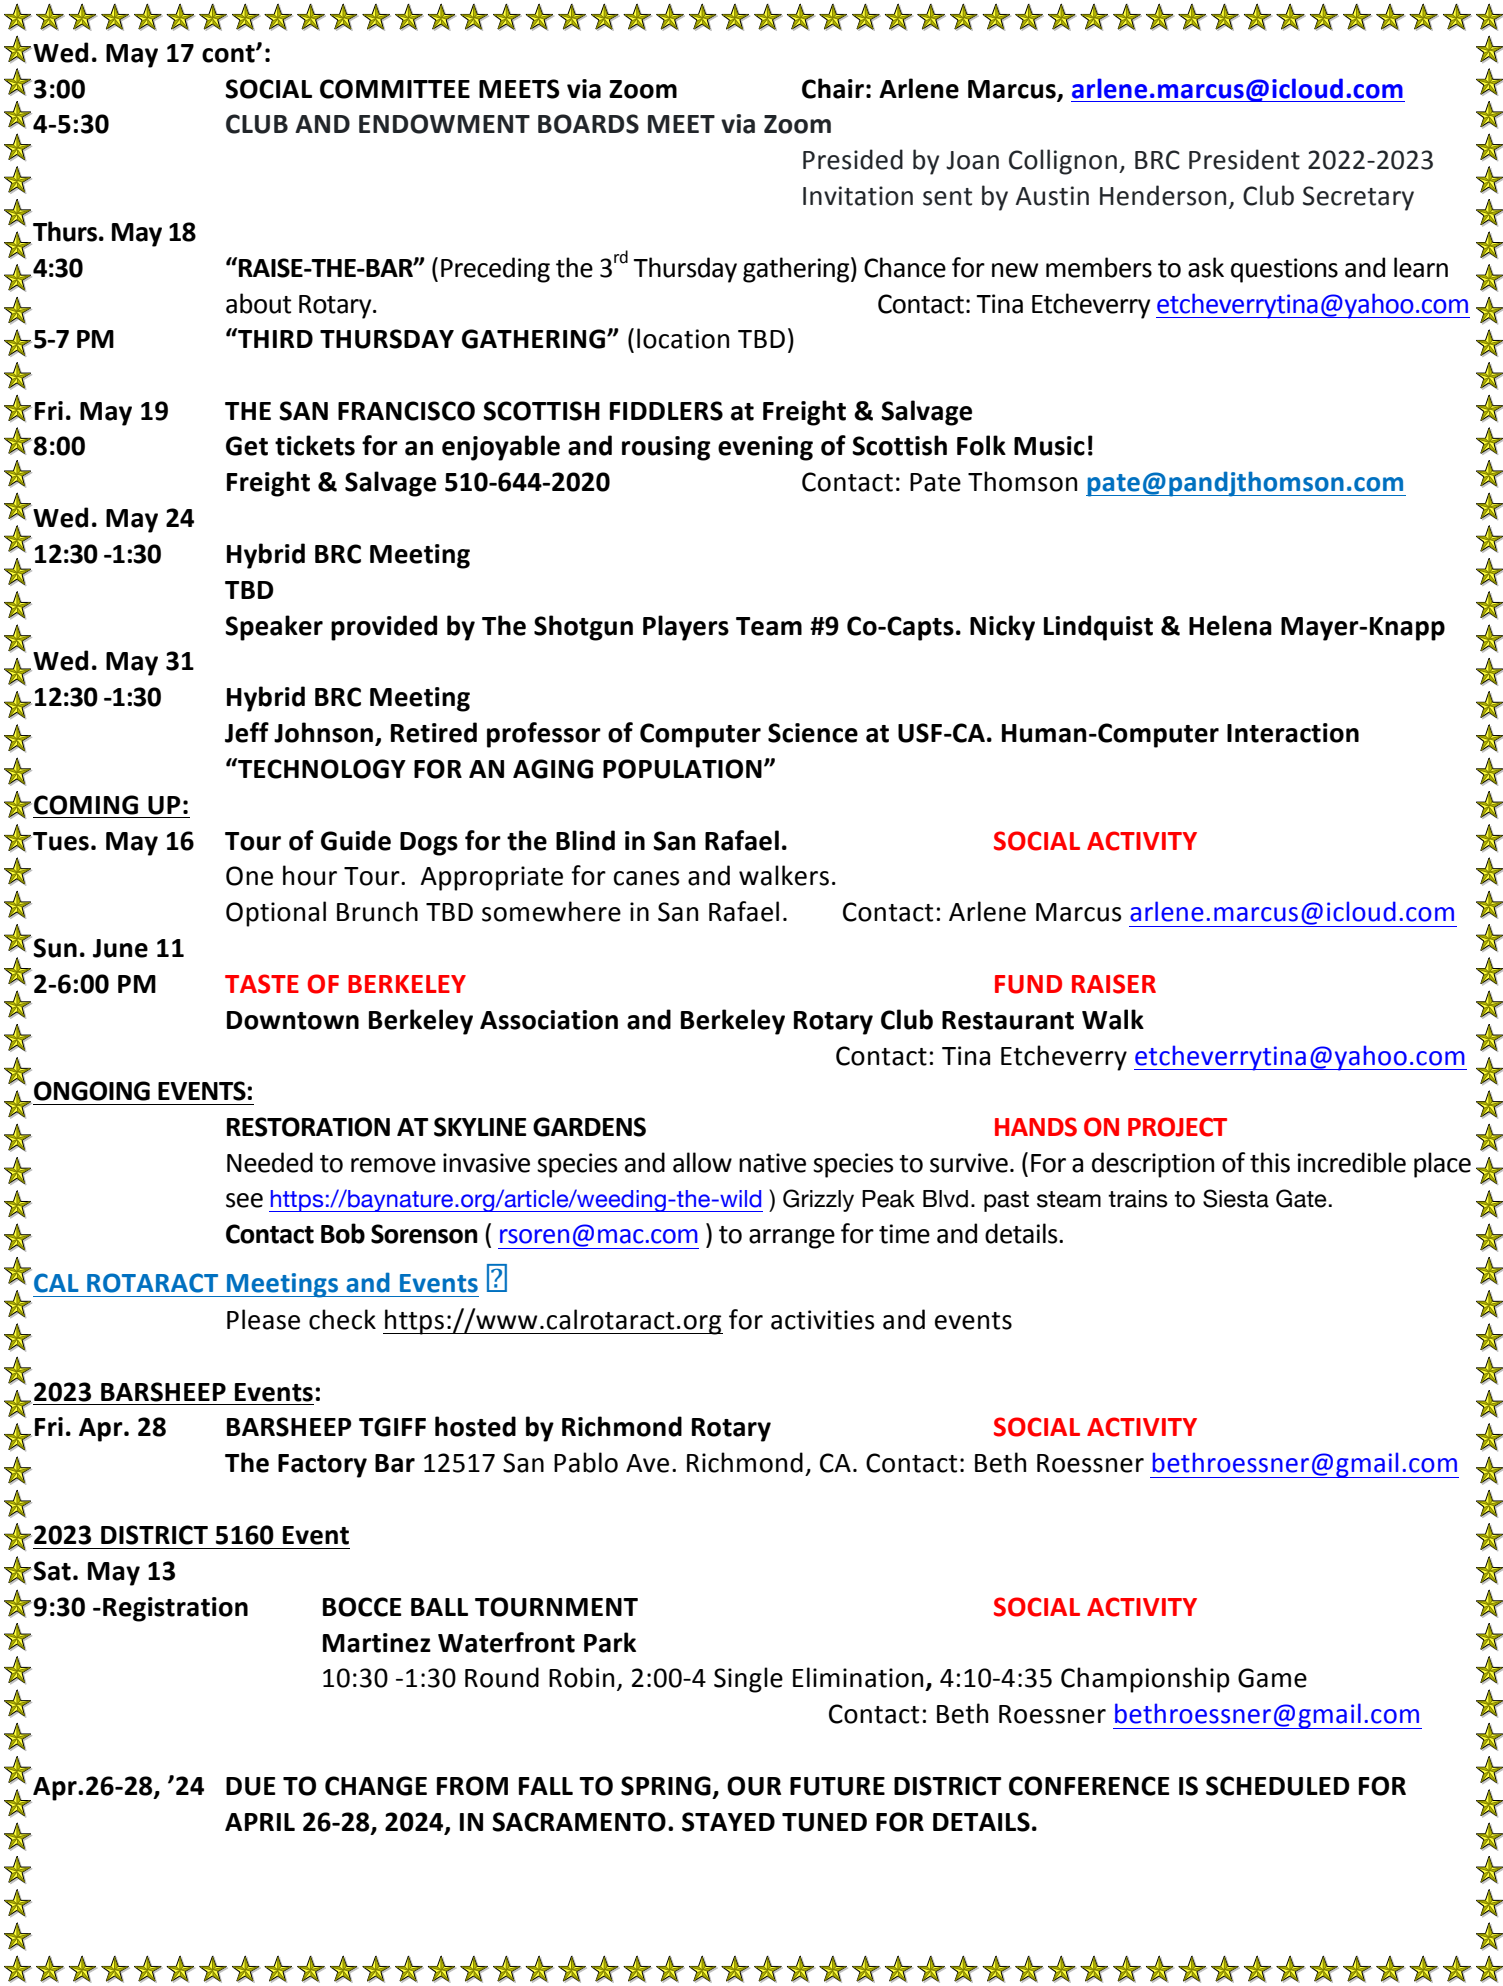 Wed. May 17 cont’:
3:00 SOCIAL COMMITTEE MEETS via Zoom Chair: Arlene Marcus, arlene.marcus@icloud.com
4-5:30 CLUB AND ENDOWMENT BOARDS MEET via Zoom
Presided by Joan Collignon, BRC President 2022-2023
Invitation sent by Austin Henderson, Club Secretary
Thurs. May 18
4:30 “RAISE-THE-BAR” (Preceding the 3rd Thursday gathering) Chance for new members to ask questions and learn
about Rotary. Contact: Tina Etcheverry etcheverrytina@yahoo.com
5-7 PM “THIRD THURSDAY GATHERING” (location TBD)
Fri. May 19 THE SAN FRANCISCO SCOTTISH FIDDLERS at Freight & Salvage
8:00 Get tickets for an enjoyable and rousing evening of Scottish Folk Music!
Freight & Salvage 510-644-2020 Contact: Pate Thomson pate@pandjthomson.com
Wed. May 24
12:30 -1:30 Hybrid BRC Meeting
TBD
Speaker provided by The Shotgun Players Team #9 Co-Capts. Nicky Lindquist & Helena Mayer-Knapp
Wed. May 31
12:30 -1:30 Hybrid BRC Meeting
Jeff Johnson, Retired professor of Computer Science at USF-CA. Human-Computer Interaction
“TECHNOLOGY FOR AN AGING POPULATION”
COMING UP:
Tues. May 16 Tour of Guide Dogs for the Blind in San Rafael. SOCIAL ACTIVITY
One hour Tour. Appropriate for canes and walkers.
Optional Brunch TBD somewhere in San Rafael. Contact: Arlene Marcus arlene.marcus@icloud.com
Sun. June 11
2-6:00 PM TASTE OF BERKELEY FUND RAISER
Downtown Berkeley Association and Berkeley Rotary Club Restaurant Walk
Contact: Tina Etcheverry etcheverrytina@yahoo.com
ONGOING EVENTS:
RESTORATION AT SKYLINE GARDENS HANDS ON PROJECT
Needed to remove invasive species and allow native species to survive. (For a description of this incredible place
see https://baynature.org/article/weeding-the-wild ) Grizzly Peak Blvd. past steam trains to Siesta Gate.
Contact Bob Sorenson ( rsoren@mac.com ) to arrange for time and details.
CAL ROTARACT Meetings and Events ?
Please check https://www.calrotaract.org for activities and events
2023 BARSHEEP Events:
Fri. Apr. 28 BARSHEEP TGIFF hosted by Richmond Rotary SOCIAL ACTIVITY
The Factory Bar 12517 San Pablo Ave. Richmond, CA. Contact: Beth Roessner bethroessner@gmail.com
2023 DISTRICT 5160 Event
Sat. May 13
9:30 -Registration BOCCE BALL TOURNMENT SOCIAL ACTIVITY
Martinez Waterfront Park
10:30 -1:30 Round Robin, 2:00-4 Single Elimination, 4:10-4:35 Championship Game
Contact: Beth Roessner bethroessner@gmail.com
Apr.26-28, ’24 DUE TO CHANGE FROM FALL TO SPRING, OUR FUTURE DISTRICT CONFERENCE IS SCHEDULED FOR
APRIL 26-28, 2024, IN SACRAMENTO. STAYED TUNED FOR DETAILS.